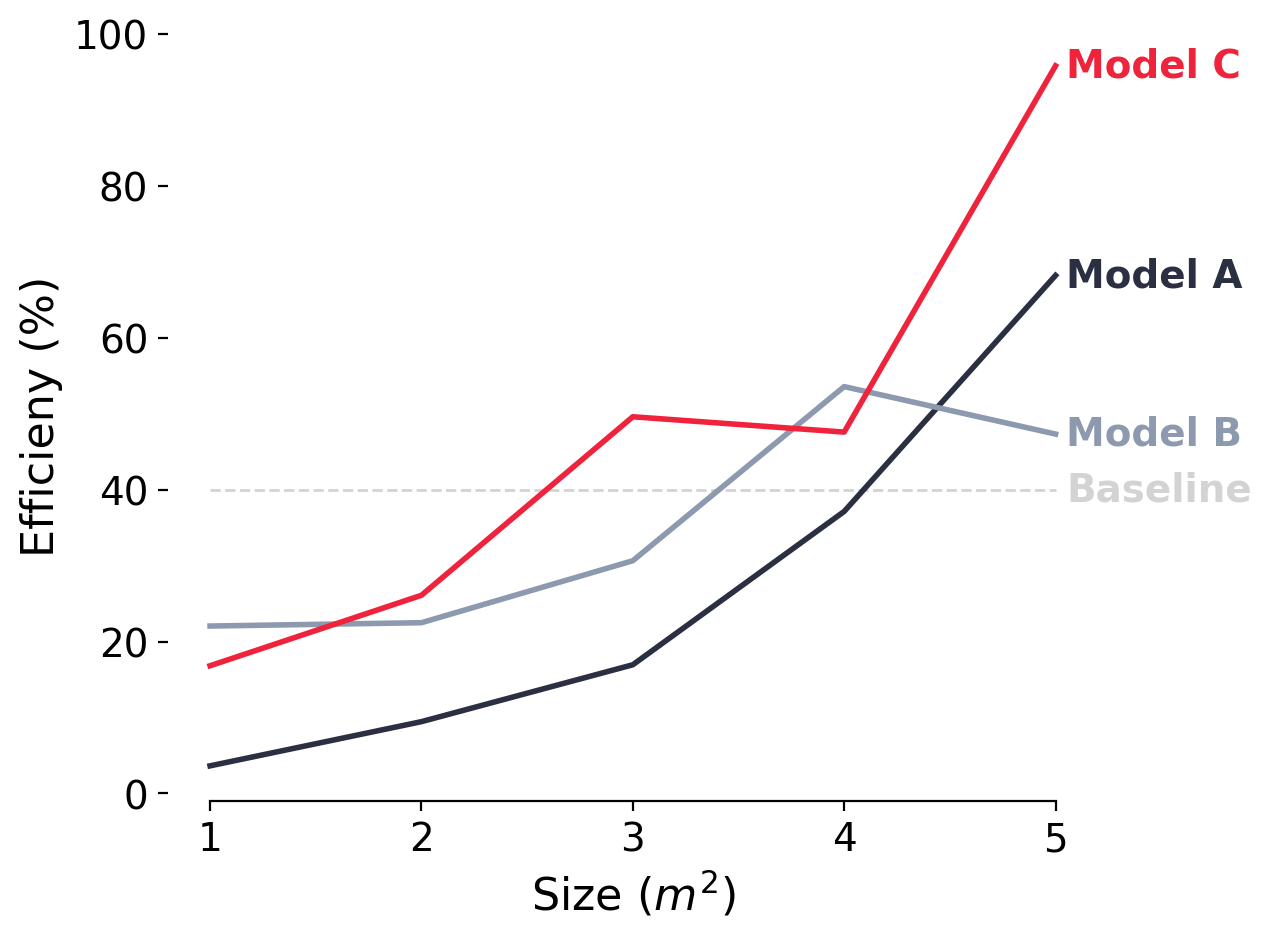 100
80
60
40
20
0
Efficieny (%)
Model C
Model A
Model B
Baseline
1 2 3 4 5
Size (m²)